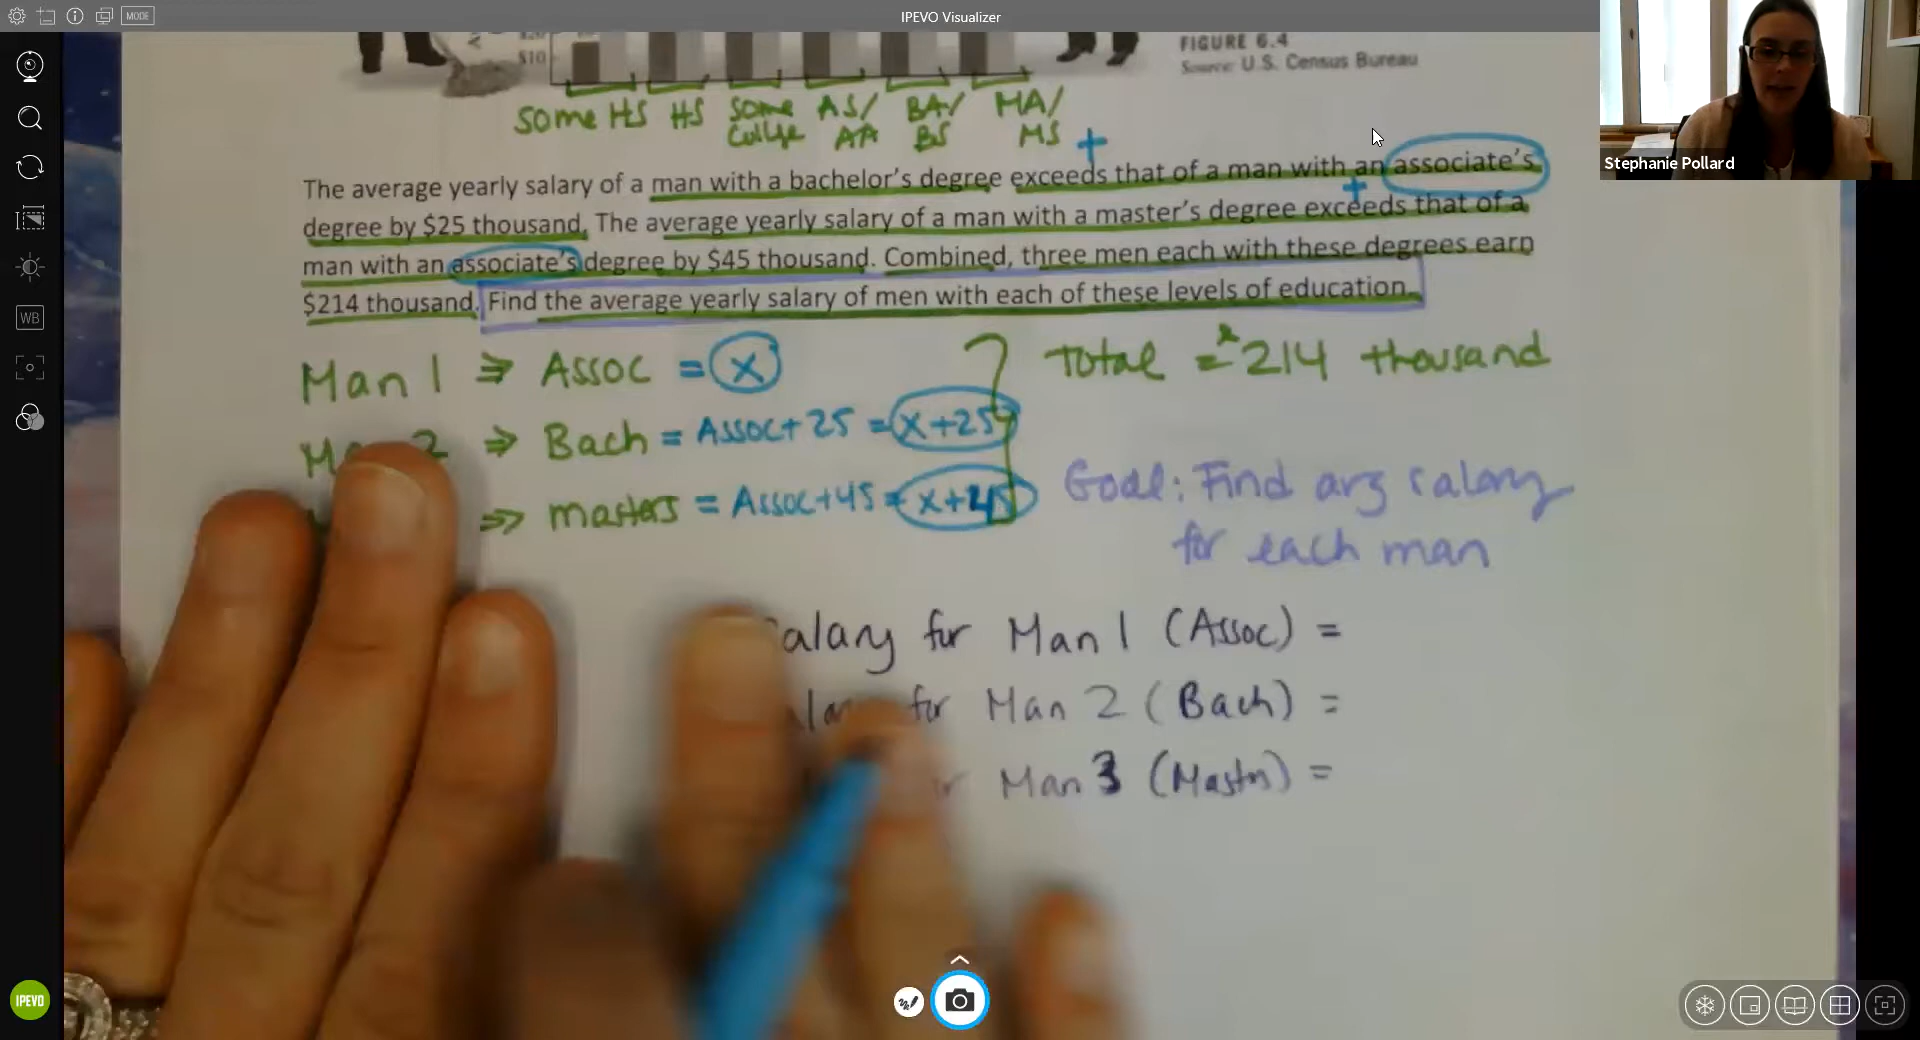 MODE
IPEVO Visualizer
WB
IPEVO
Stephanie Pollard
$20
$10
FIGURE 6.4
Source: U.S. Census Bureau
some HS HS some College AS/AA BA/BS MA/MS
+
The average yearly salary of a man with a bachelor's degree exceeds that of a man with an associate's
+
degree by $25 thousand. The average yearly salary of a man with a master's degree exceeds that of a
man with an associate's degree by $45 thousand. Combined, three men each with these degrees earn
$214 thousand. Find the average yearly salary of men with each of these levels of education.
Man 1 ⇒ Assoc = x
Total = 214 thousand
2 ⇒ Bach = Assoc+25 = x+25
⇒ masters = Assoc+45 = x+45
Goal: Find avg salary
for each man
salary for Man 1 (Assoc) =
for Man 2 (Bach) =
Man 3 (Masters) =